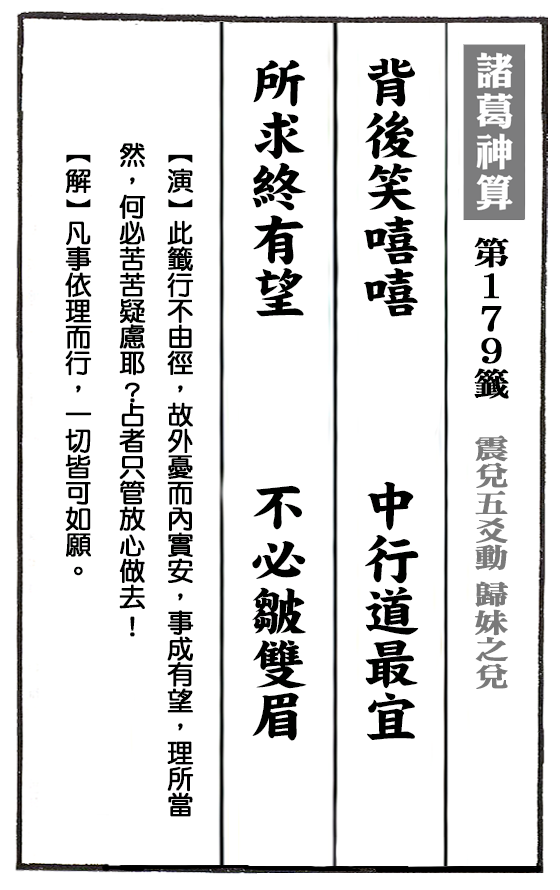 諸葛神算 第179籤 震兌五爻動 歸妹之兌
背後笑嘻嘻 中行道最宜
所求終有望 不必皺雙眉
【演】此籤行不由徑，故外憂而內實安，事成有望，理所當
然，何必苦苦疑慮耶？占者只管放心做去！
【解】凡事依理而行，一切皆可如願。